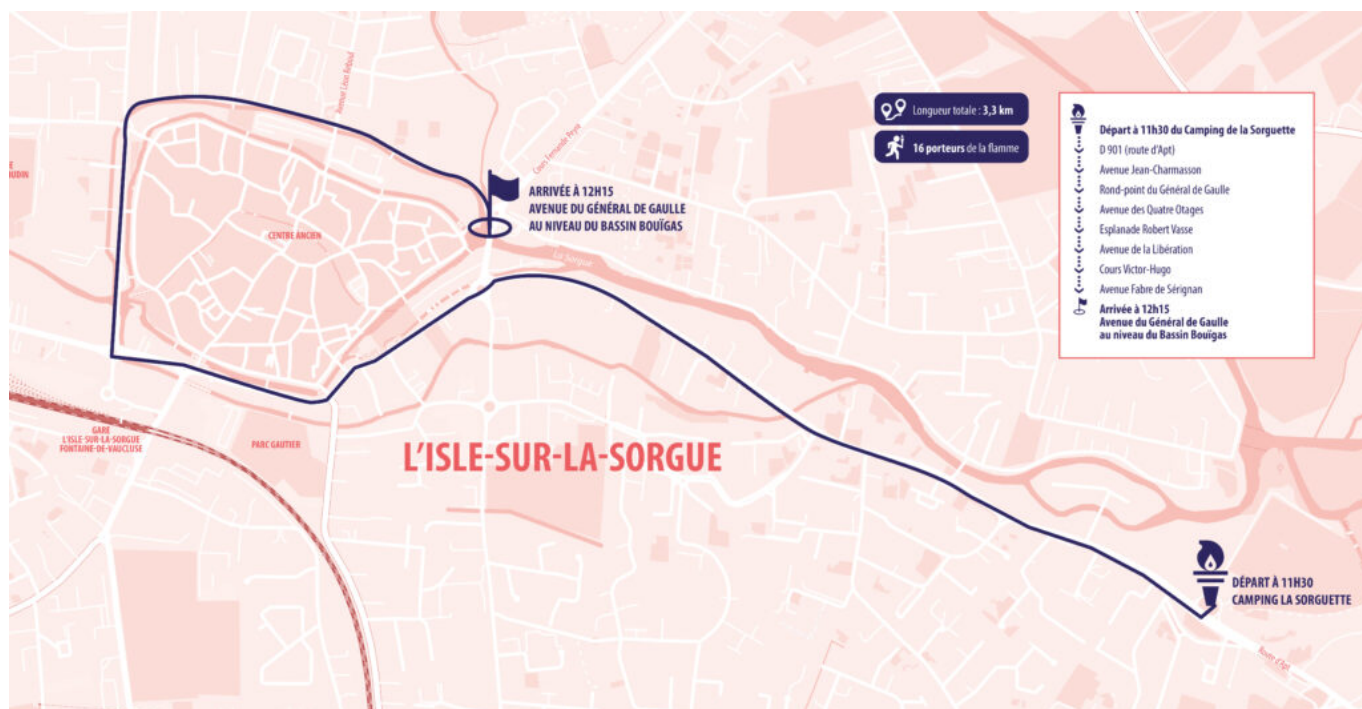 Avenue Léon Reboul
Cours Fernande Peyre
Longueur totale : 3,3 km
16 porteurs de la flamme
Départ à 11h30 du Camping de la Sorguette
D 901 (route d'Apt)
Avenue Jean-Charmasson
Rond-point du Général de Gaulle
Avenue des Quatre Otages
Esplanade Robert Vasse
Avenue de la Libération
Cours Victor-Hugo
Avenue Fabre de Sérignan
Arrivée à 12h15
Avenue du Général de Gaulle
au niveau du Bassin Bouïgas
ARRIVÉE À 12H15
AVENUE DU GÉNÉRAL DE GAULLE
AU NIVEAU DU BASSIN BOUÏGAS
CENTRE ANCIEN
La Sorgue
GARE
L'ISLE-SUR-LA-SORGUE
FONTAINE-DE-VAUCLUSE
PARC GAUTIER
L'ISLE-SUR-LA-SORGUE
DÉPART À 11H30
CAMPING LA SORGUETTE
Route d'Apt